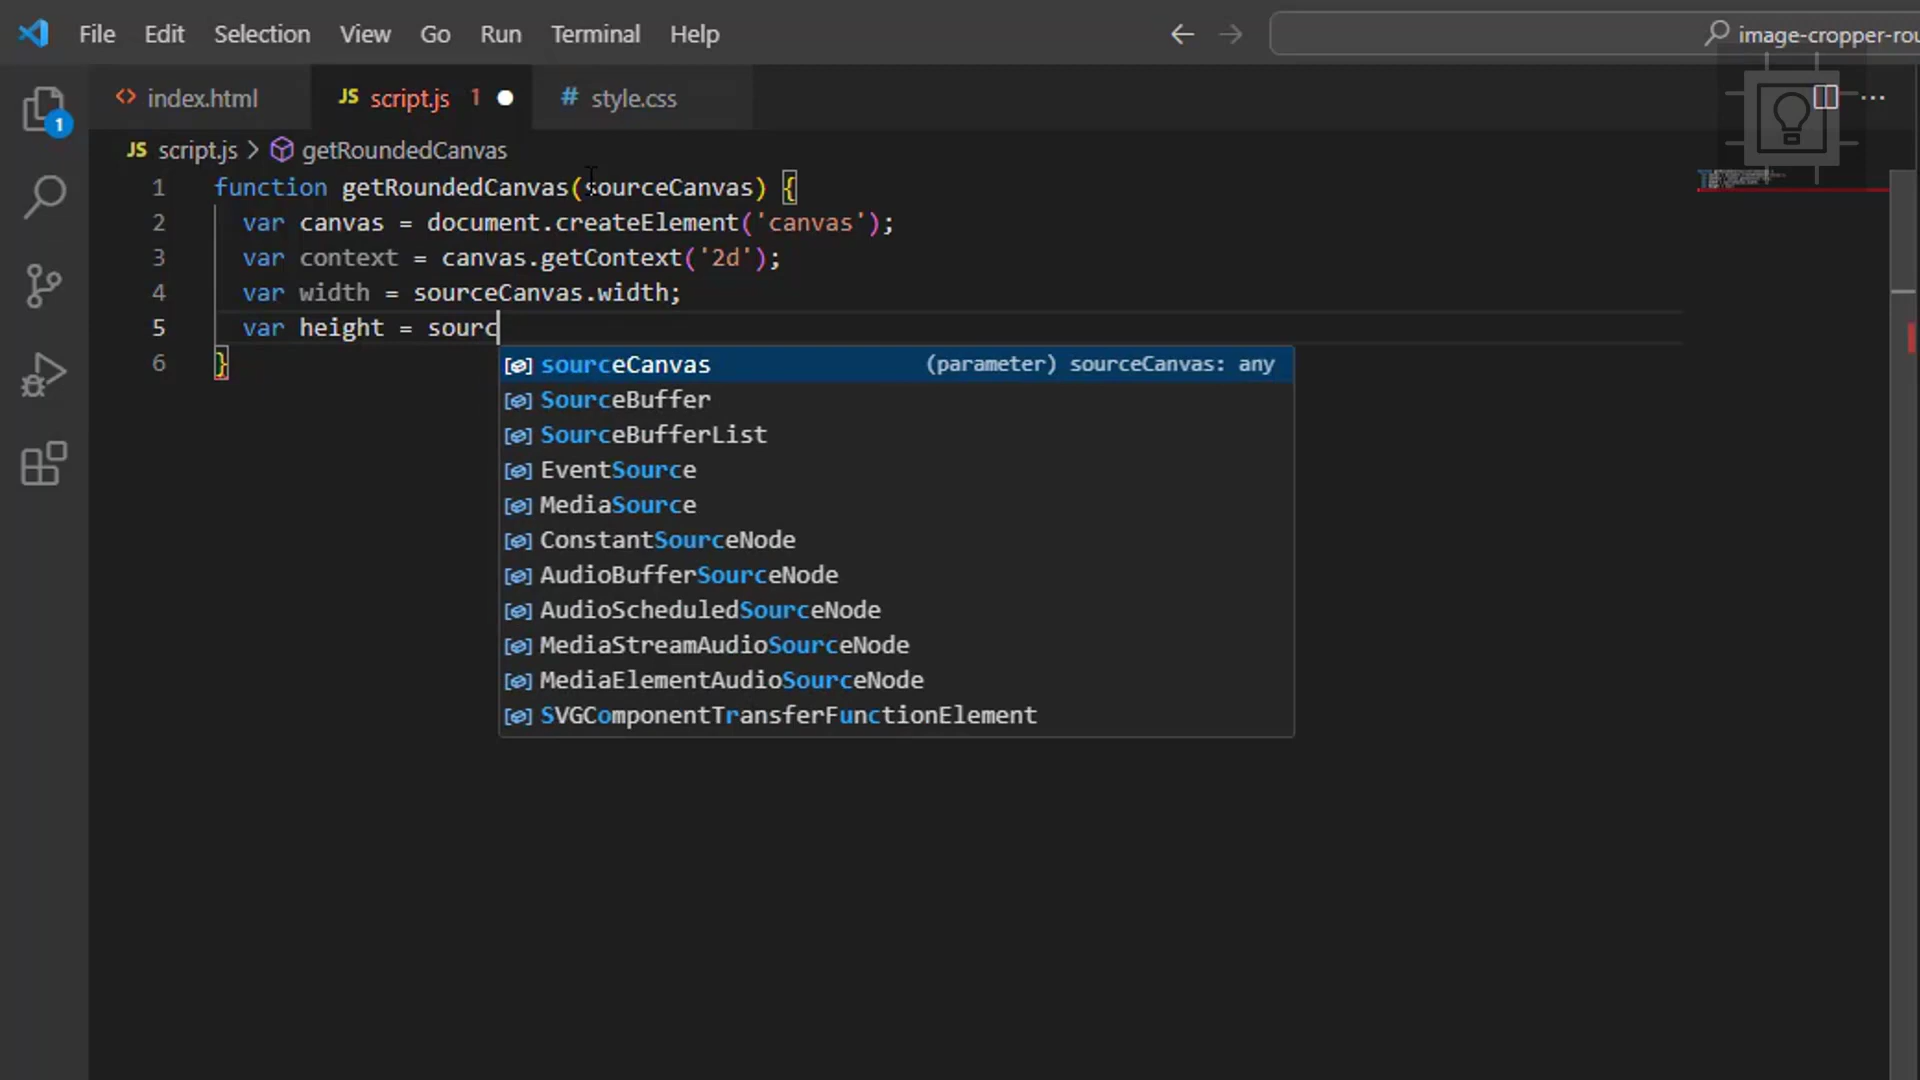 File Edit Selection View Go Run Terminal Help image-cropper-rou
index.html JS script.js 1 # style.css ...
JS script.js > getRoundedCanvas
1 function getRoundedCanvas(sourceCanvas) {
2 var canvas = document.createElement('canvas');
3 var context = canvas.getContext('2d');
4 var width = sourceCanvas.width;
5 var height = sourc
6 }
sourceCanvas (parameter) sourceCanvas: any
SourceBuffer
SourceBufferList
EventSource
MediaSource
ConstantSourceNode
AudioBufferSourceNode
AudioScheduledSourceNode
MediaStreamAudioSourceNode
MediaElementAudioSourceNode
SVGComponentTransferFunctionElement
1